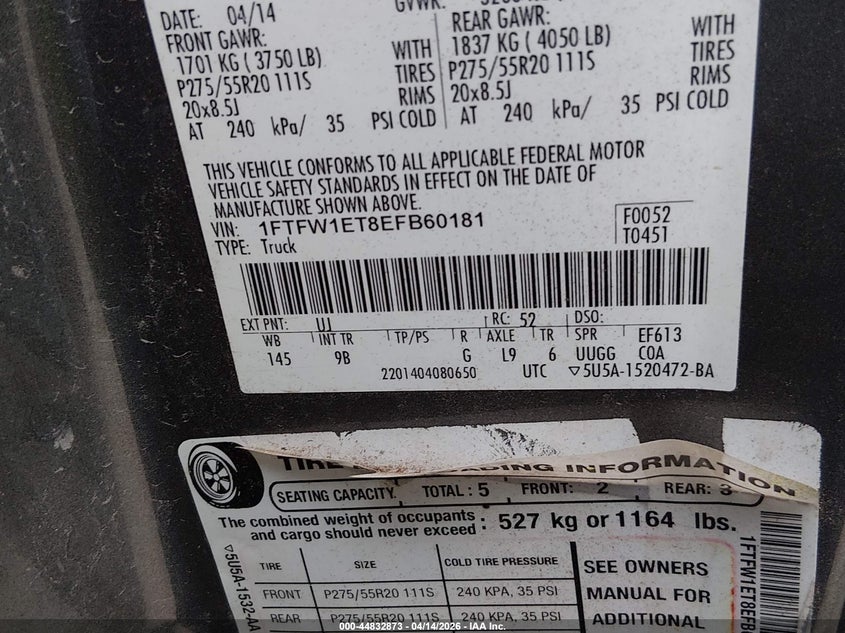 DATE: 04/14
GVWR:
FRONT GAWR:
1701 KG ( 3750 LB) WITH
P275/55R20 111S TIRES
20x8.5J RIMS
AT 240 kPa/ 35 PSI COLD
REAR GAWR:
1837 KG ( 4050 LB) WITH
P275/55R20 111S TIRES
20x8.5J RIMS
AT 240 kPa/ 35 PSI COLD
THIS VEHICLE CONFORMS TO ALL APPLICABLE FEDERAL MOTOR
VEHICLE SAFETY STANDARDS IN EFFECT ON THE DATE OF
MANUFACTURE SHOWN ABOVE.
VIN: 1FTFW1ET8EFB60181
TYPE: Truck
F0052
T0451
EXT PNT: UJ RC: 52 DSO:
WB INT TR TP/PS R AXLE TR SPR EF613
145 9B G L9 6 UUGG COA
2201404080650 UTC ▽5U5A-1520472-BA
TIRE ADING INFORMATION
SEATING CAPACITY TOTAL : 5 FRONT: 2 REAR: 3
The combined weight of occupants
and cargo should never exceed : 527 kg or 1164 lbs.
TIRE SIZE COLD TIRE PRESSURE
FRONT P275/55R20 111S 240 KPA, 35 PSI
REAR P275/55R20 111S 240 KPA, 35 PSI
SEE OWNERS
MANUAL FOR
ADDITIONAL
▽5U5A-1532-AA
1FTFW1ET8EFB
000-44832873 - 04/14/2026 - IAA Inc.